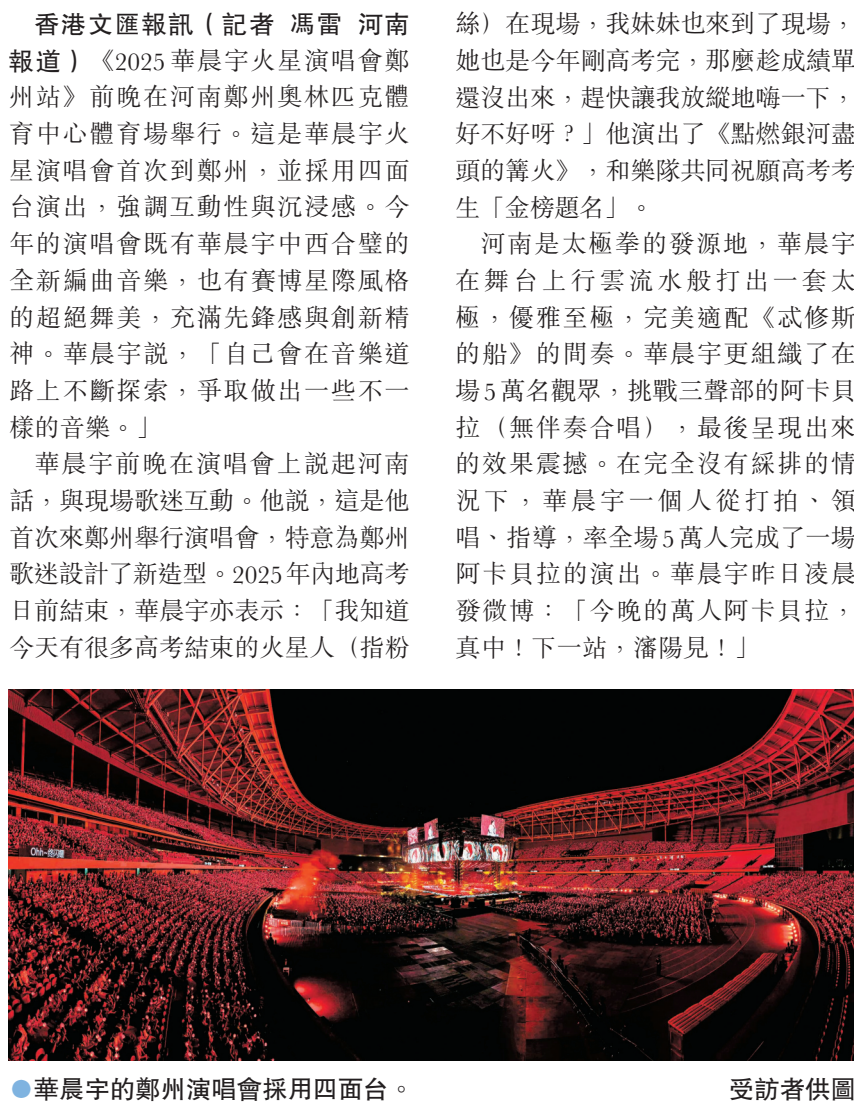 香港文匯報訊（記者 馮雷 河南
報道）《2025華晨宇火星演唱會鄭
州站》前晚在河南鄭州奧林匹克體
育中心體育場舉行。這是華晨宇火
星演唱會首次到鄭州，並採用四面
台演出，強調互動性與沉浸感。今
年的演唱會既有華晨宇中西合璧的
全新編曲音樂，也有賽博星際風格
的超絕舞美，充滿先鋒感與創新精
神。華晨宇説，「自己會在音樂道
路上不斷探索，爭取做出一些不一
樣的音樂。」
華晨宇前晚在演唱會上説起河南
話，與現場歌迷互動。他説，這是他
首次來鄭州舉行演唱會，特意為鄭州
歌迷設計了新造型。2025年內地高考
日前結束，華晨宇亦表示：「我知道
今天有很多高考結束的火星人（指粉
絲）在現場，我妹妹也來到了現場，
她也是今年剛高考完，那麼趁成績單
還沒出來，趕快讓我放縱地嗨一下，
好不好呀？」他演出了《點燃銀河盡
頭的篝火》，和樂隊共同祝願高考考
生「金榜題名」。
河南是太極拳的發源地，華晨宇
在舞台上行雲流水般打出一套太
極，優雅至極，完美適配《忒修斯
的船》的間奏。華晨宇更組織了在
場5萬名觀眾，挑戰三聲部的阿卡貝
拉（無伴奏合唱），最後呈現出來
的效果震撼。在完全沒有綵排的情
況下，華晨宇一個人從打拍、領
唱、指導，率全場5萬人完成了一場
阿卡貝拉的演出。華晨宇昨日凌晨
發微博：「今晚的萬人阿卡貝拉，
真中！下一站，瀋陽見！」
●華晨宇的鄭州演唱會採用四面台。
受訪者供圖